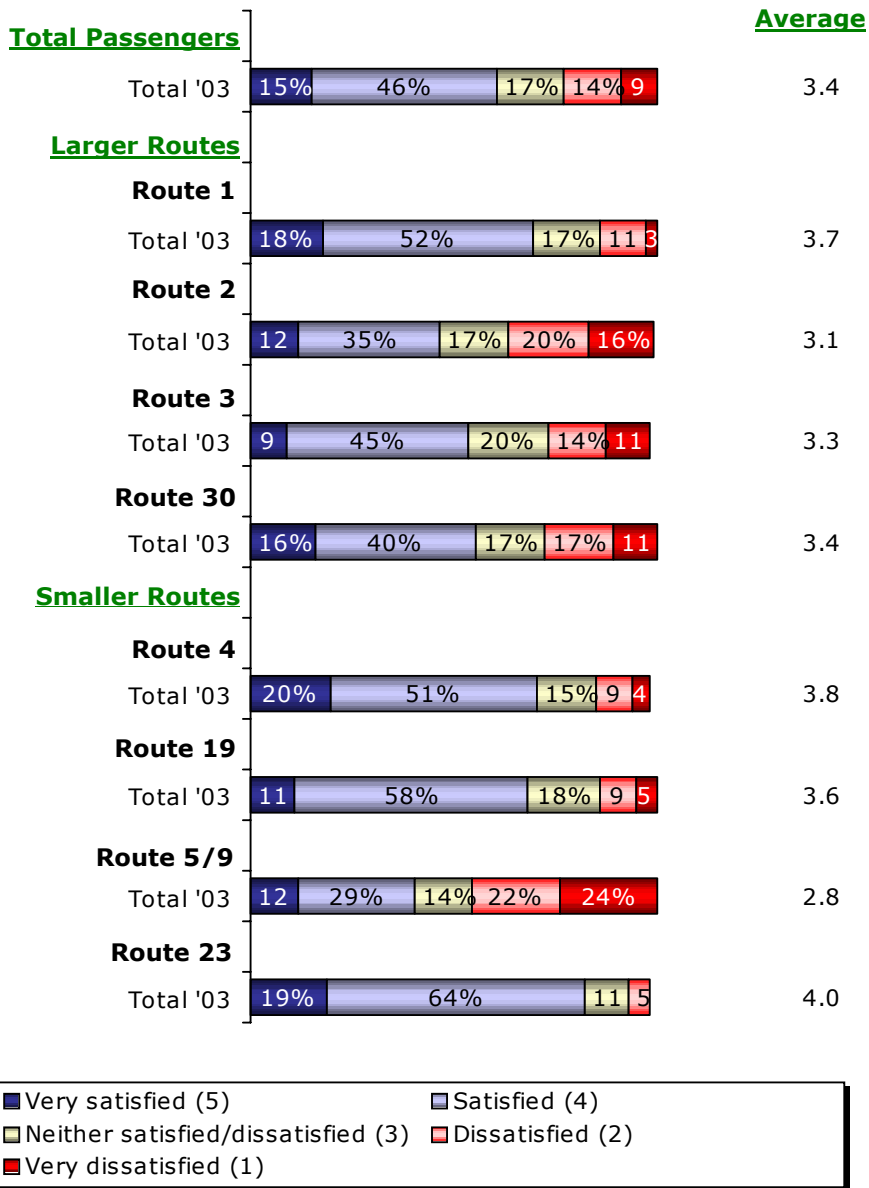 Average
Total Passengers
Total '03 15% 46% 17% 14% 9 3.4
Larger Routes
Route 1
Total '03 18% 52% 17% 11 3 3.7
Route 2
Total '03 12 35% 17% 20% 16% 3.1
Route 3
Total '03 9 45% 20% 14% 11 3.3
Route 30
Total '03 16% 40% 17% 17% 11 3.4
Smaller Routes
Route 4
Total '03 20% 51% 15% 9 4 3.8
Route 19
Total '03 11 58% 18% 9 5 3.6
Route 5/9
Total '03 12 29% 14% 22% 24% 2.8
Route 23
Total '03 19% 64% 11 5 4.0
Very satisfied (5) Satisfied (4)
Neither satisfied/dissatisfied (3) Dissatisfied (2)
Very dissatisfied (1)